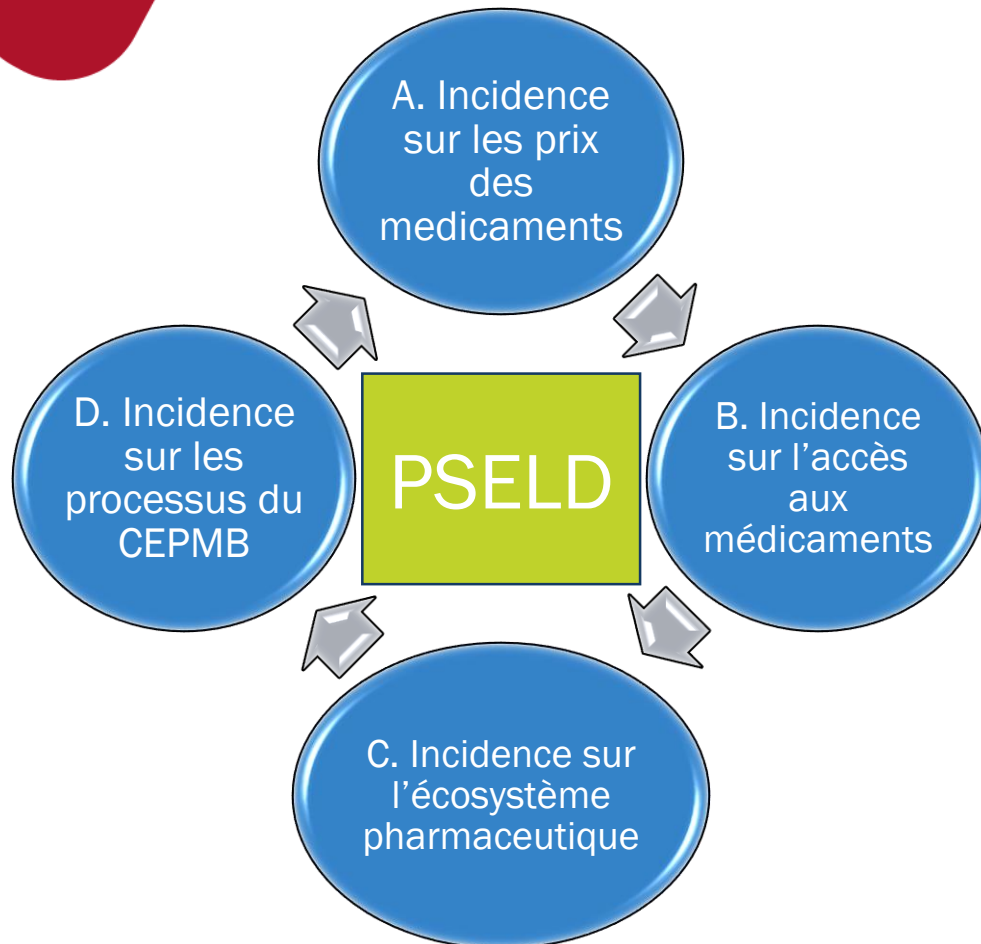 A. Incidence
sur les prix
des
medicaments
D. Incidence
sur les
processus du
CEPMB
PSELD
B. Incidence
sur l’accès
aux
médicaments
C. Incidence sur
l’écosystème
pharmaceutique